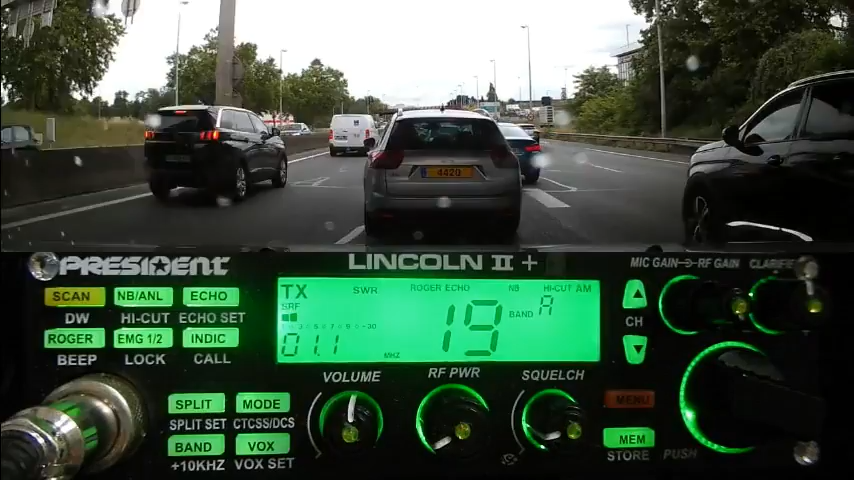 4420
PRESIDENT
LINCOLN II +
MIC GAIN RF GAIN CLARIFIER
SCAN NB/ANL ECHO
DW HI-CUT ECHO SET
ROGER EMG 1/2 INDIC
BEEP LOCK CALL
TX SWR ROGER ECHO NB HI-CUT AM
SRF
19 BAND A
01.1 MHZ
CH
VOLUME RF PWR SQUELCH
SPLIT MODE
SPLIT SET CTCSS/DCS
BAND VOX
+10KHZ VOX SET
MENU
MEM
STORE PUSH